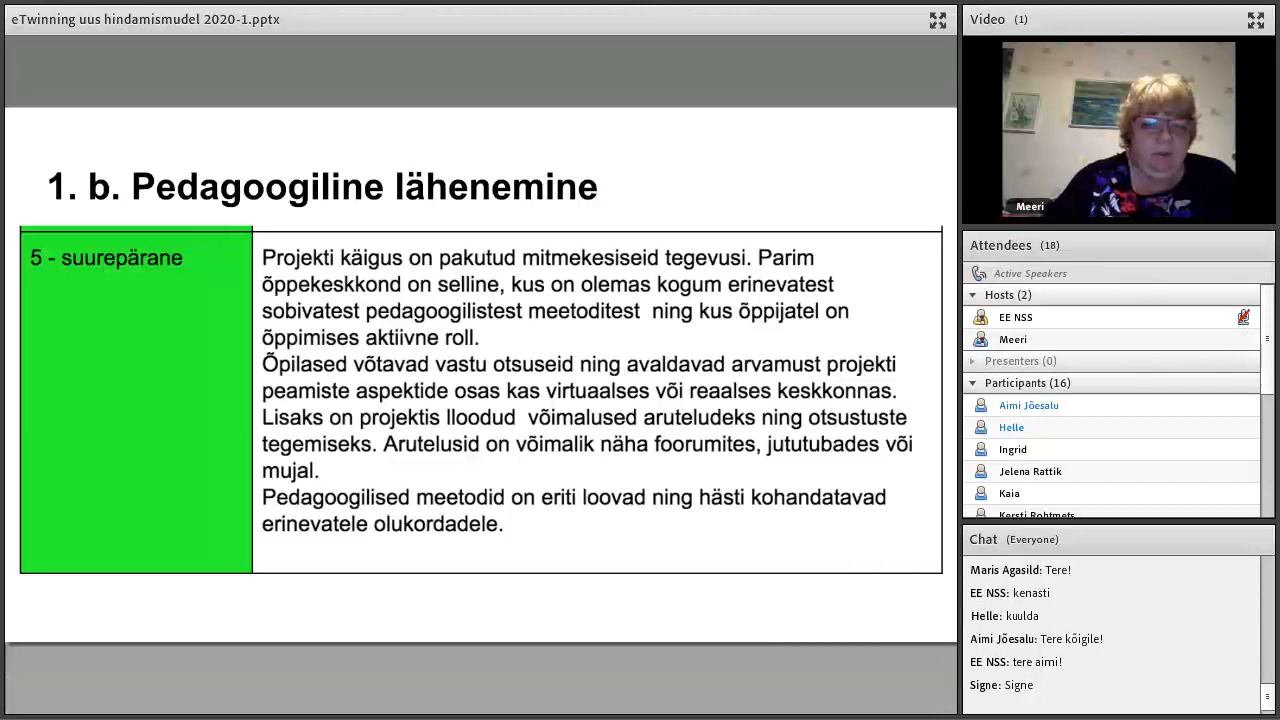 eTwinning uus hindamismudel 2020-1.pptx
1. b. Pedagoogiline lähenemine
5 - suurepärane
Projekti käigus on pakutud mitmekesiseid tegevusi. Parim
õppekeskkond on selline, kus on olemas kogum erinevatest
sobivatest pedagoogilistest meetoditest ning kus õppijatel on
õppimises aktiivne roll.
Õpilased võtavad vastu otsuseid ning avaldavad arvamust projekti
peamiste aspektide osas kas virtuaalses või reaalses keskkonnas.
Lisaks on projektis lloodud võimalused aruteludeks ning otsustuste
tegemiseks. Arutelusid on võimalik näha foorumites, jututubades või
mujal.
Pedagoogilised meetodid on eriti loovad ning hästi kohandatavad
erinevatele olukordadele.
Video (1)
Meeri
Attendees (18)
Active Speakers
Hosts (2)
EE NSS
Meeri
Presenters (0)
Participants (16)
Aimi Jõesalu
Helle
Ingrid
Jelena Rattik
Kaia
Kersti Rohtmets
Chat (Everyone)
Maris Agasild: Tere!
EE NSS: kenasti
Helle: kuulda
Aimi Jõesalu: Tere kõigile!
EE NSS: tere aimi!
Signe: Signe